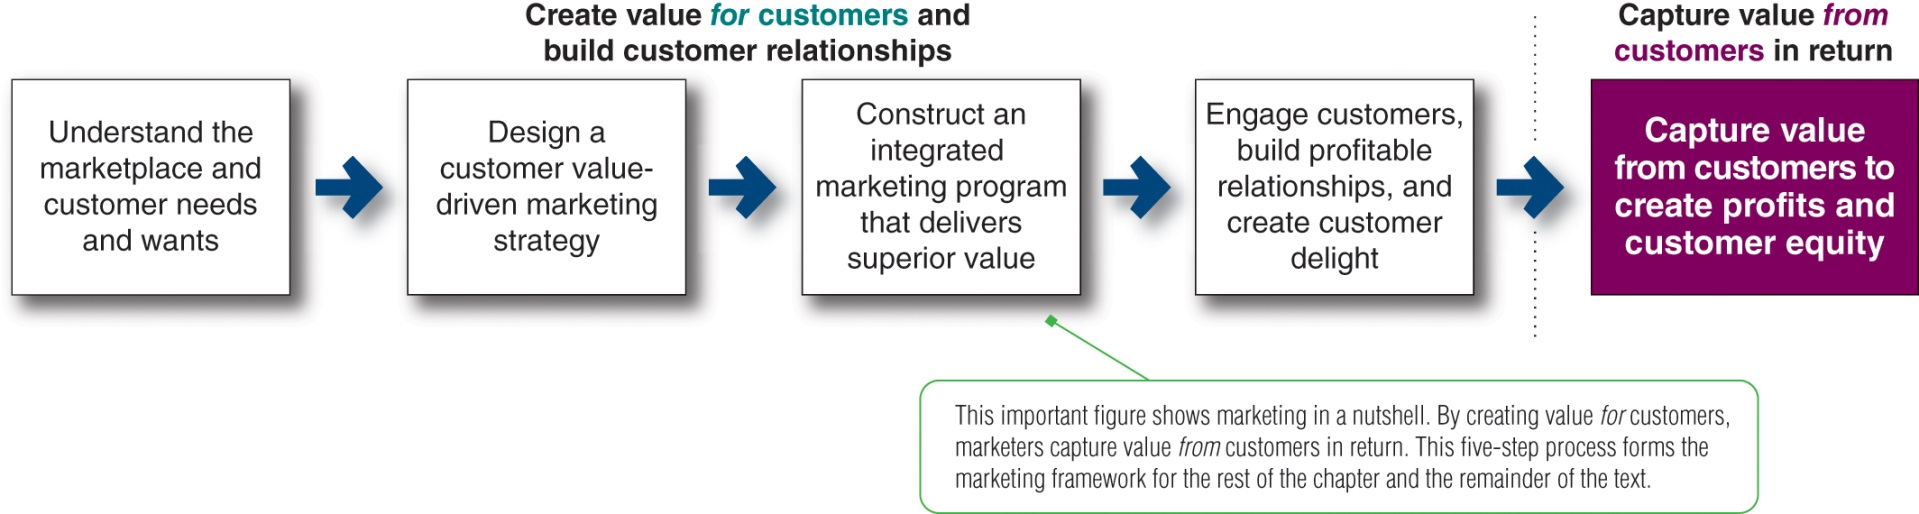 Create value for customers and
build customer relationships
Capture value from
customers in return
Understand the
marketplace and
customer needs
and wants
Design a
customer value-
driven marketing
strategy
Construct an
integrated
marketing program
that delivers
superior value
Engage customers,
build profitable
relationships, and
create customer
delight
Capture value
from customers to
create profits and
customer equity
This important figure shows marketing in a nutshell. By creating value for customers,
marketers capture value from customers in return. This five-step process forms the
marketing framework for the rest of the chapter and the remainder of the text.